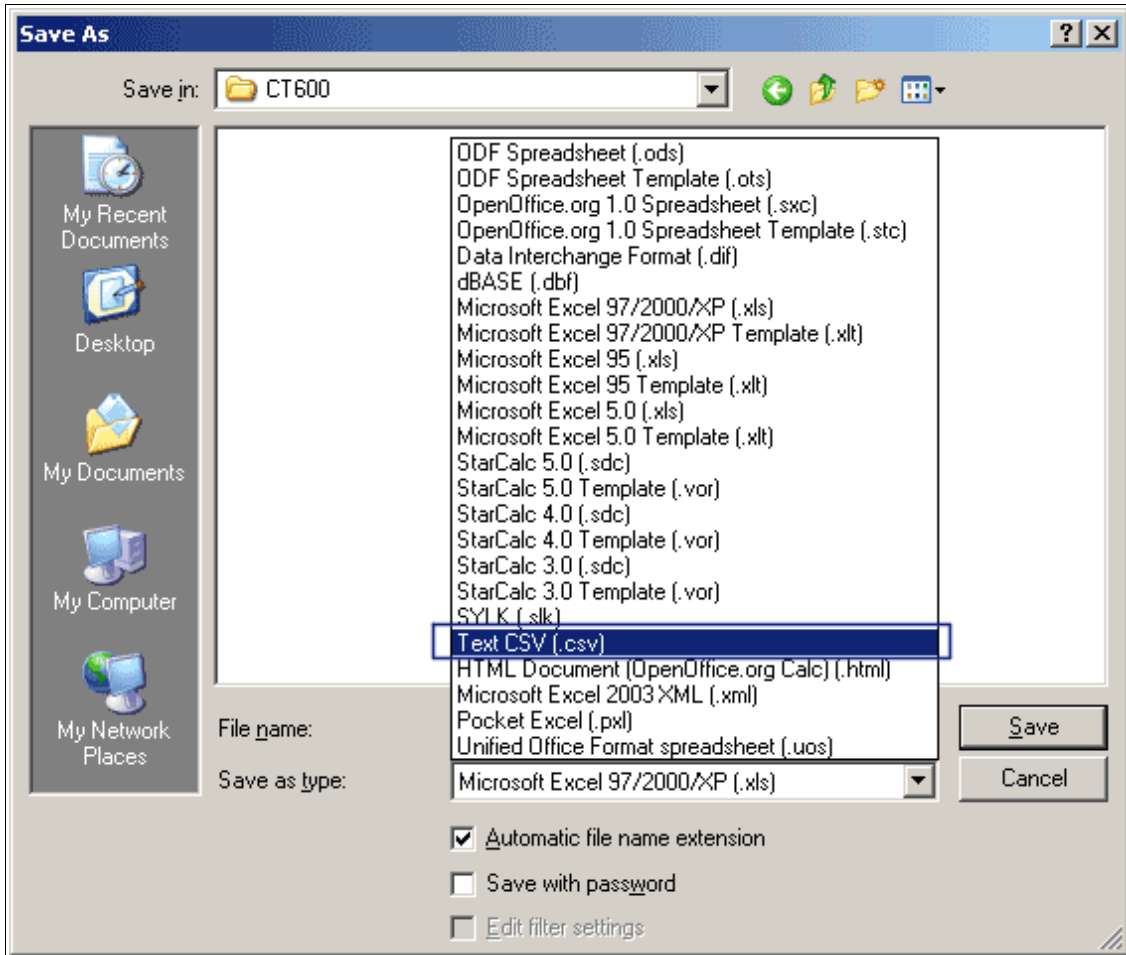 Save As
Save in: CT600
My Recent
Documents
Desktop
My Documents
My Computer
My Network
Places
ODF Spreadsheet (.ods)
ODF Spreadsheet Template (.ots)
OpenOffice.org 1.0 Spreadsheet (.sxc)
OpenOffice.org 1.0 Spreadsheet Template (.stc)
Data Interchange Format (.dif)
dBASE (.dbf)
Microsoft Excel 97/2000/XP (.xls)
Microsoft Excel 97/2000/XP Template (.xlt)
Microsoft Excel 95 (.xls)
Microsoft Excel 95 Template (.xlt)
Microsoft Excel 5.0 (.xls)
Microsoft Excel 5.0 Template (.xlt)
StarCalc 5.0 (.sdc)
StarCalc 5.0 Template (.vor)
StarCalc 4.0 (.sdc)
StarCalc 4.0 Template (.vor)
StarCalc 3.0 (.sdc)
StarCalc 3.0 Template (.vor)
SYLK (.slk)
Text CSV (.csv)
HTML Document (OpenOffice.org Calc) (.html)
Microsoft Excel 2003 XML (.xml)
Pocket Excel (.pxl)
Unified Office Format spreadsheet (.uos)
File name:
Save
Save as type: Microsoft Excel 97/2000/XP (.xls)
Cancel
Automatic file name extension
Save with password
Edit filter settings